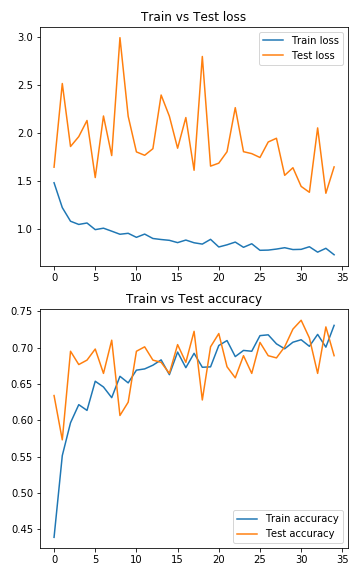 Train vs Test loss
Train loss
Test loss
3.0
2.5
2.0
1.5
1.0
0 5 10 15 20 25 30 35
Train vs Test accuracy
0.75
0.70
0.65
0.60
0.55
0.50
0.45
Train accuracy
Test accuracy
0 5 10 15 20 25 30 35